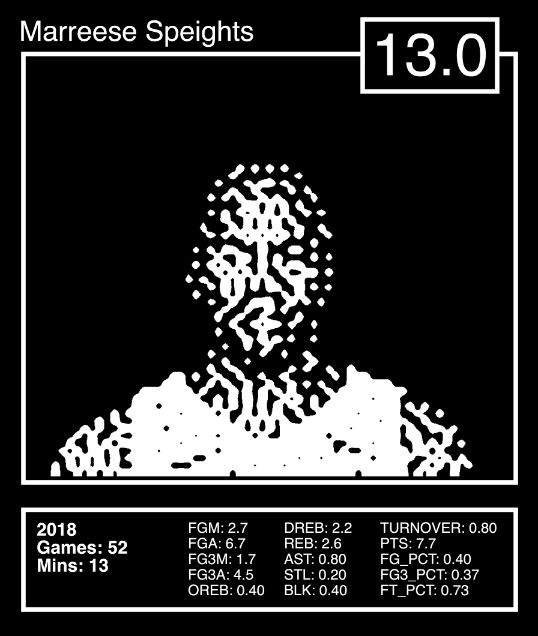 Marreese Speights
13.0
2018
Games: 52
Mins: 13
FGM: 2.7
FGA: 6.7
FG3M: 1.7
FG3A: 4.5
OREB: 0.40
DREB: 2.2
REB: 2.6
AST: 0.80
STL: 0.20
BLK: 0.40
TURNOVER: 0.80
PTS: 7.7
FG_PCT: 0.40
FG3_PCT: 0.37
FT_PCT: 0.73